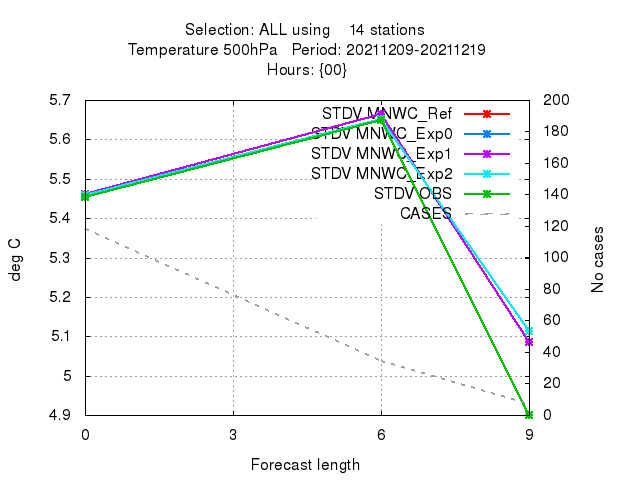 Selection: ALL using 14 stations
Temperature 500hPa Period: 20211209-20211219
Hours: {00}
5.7
5.6
5.5
5.4
5.3
5.2
5.1
5
4.9
deg C
STDV MNWC_Ref
STDV MNWC_Exp0
STDV MNWC_Exp1
STDV MNWC_Exp2
STDV OBS
CASES
200
180
160
140
120
100
80
60
40
20
0
No cases
0 3 6 9
Forecast length